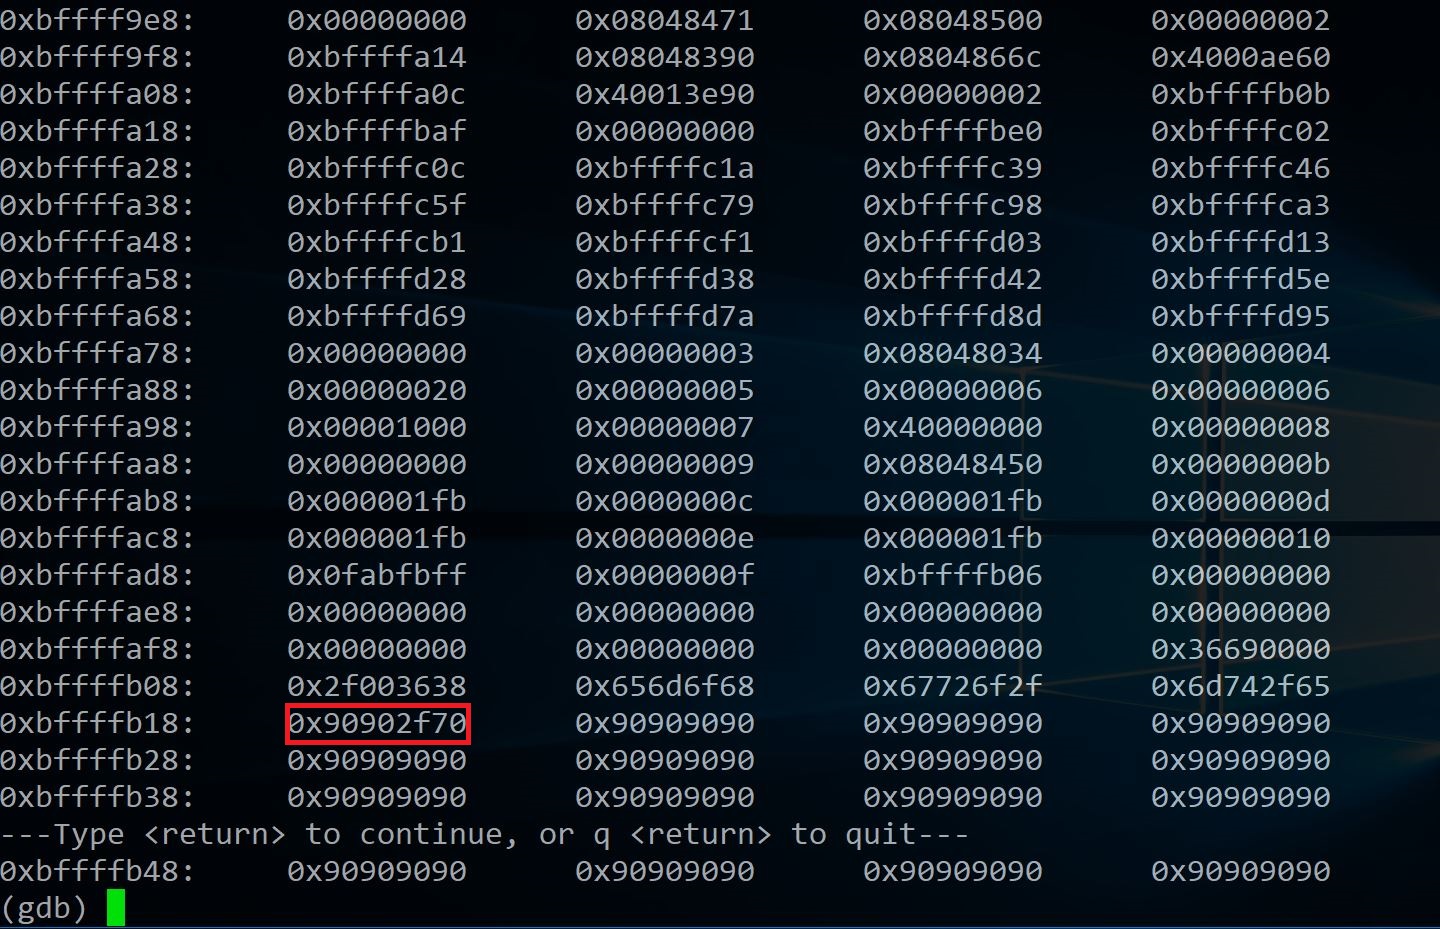 0xbffff9e8: 0x00000000 0x08048471 0x08048500 0x00000002
0xbffff9f8: 0xbffffa14 0x08048390 0x0804866c 0x4000ae60
0xbffffa08: 0xbffffa0c 0x40013e90 0x00000002 0xbffffb0b
0xbffffa18: 0xbffffbaf 0x00000000 0xbffffbe0 0xbffffc02
0xbffffa28: 0xbffffc0c 0xbffffc1a 0xbffffc39 0xbffffc46
0xbffffa38: 0xbffffc5f 0xbffffc79 0xbffffc98 0xbffffca3
0xbffffa48: 0xbffffcb1 0xbffffcf1 0xbffffd03 0xbffffd13
0xbffffa58: 0xbffffd28 0xbffffd38 0xbffffd42 0xbffffd5e
0xbffffa68: 0xbffffd69 0xbffffd7a 0xbffffd8d 0xbffffd95
0xbffffa78: 0x00000000 0x00000003 0x08048034 0x00000004
0xbffffa88: 0x00000020 0x00000005 0x00000006 0x00000006
0xbffffa98: 0x00001000 0x00000007 0x40000000 0x00000008
0xbffffaa8: 0x00000000 0x00000009 0x08048450 0x0000000b
0xbffffab8: 0x000001fb 0x0000000c 0x000001fb 0x0000000d
0xbffffac8: 0x000001fb 0x0000000e 0x000001fb 0x00000010
0xbffffad8: 0x0fabfbff 0x0000000f 0xbffffb06 0x00000000
0xbffffae8: 0x00000000 0x00000000 0x00000000 0x00000000
0xbffffaf8: 0x00000000 0x00000000 0x00000000 0x36690000
0xbffffb08: 0x2f003638 0x656d6f68 0x67726f2f 0x6d742f65
0xbffffb18: 0x90902f70 0x90909090 0x90909090 0x90909090
0xbffffb28: 0x90909090 0x90909090 0x90909090 0x90909090
0xbffffb38: 0x90909090 0x90909090 0x90909090 0x90909090
---Type <return> to continue, or q <return> to quit---
0xbffffb48: 0x90909090 0x90909090 0x90909090 0x90909090
(gdb)